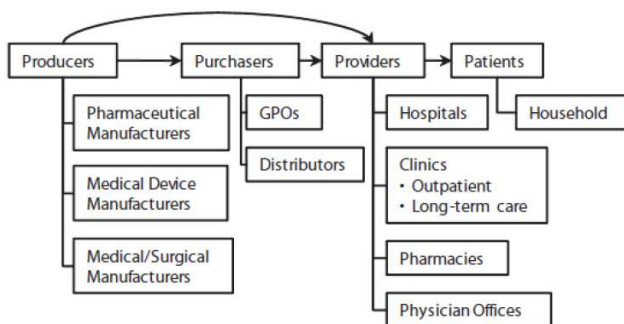 Producers
Purchasers
Providers
Patients
Pharmaceutical
Manufacturers
Medical Device
Manufacturers
Medical/Surgical
Manufacturers
GPOs
Distributors
Hospitals
Clinics
• Outpatient
• Long-term care
Pharmacies
Physician Offices
Household